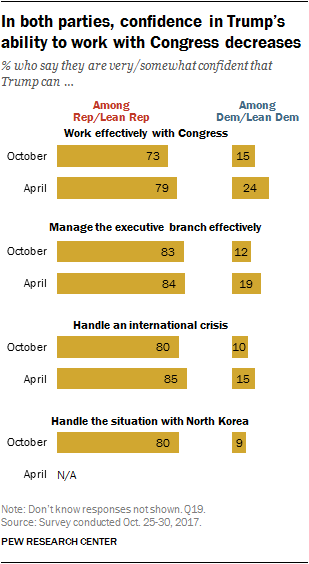 In both parties, confidence in Trump's
ability to work with Congress decreases
% who say they are very/somewhat confident that
Trump can ...
Among Among
Rep/Lean Rep Dem/Lean Dem
Work effectively with Congress
October 73 15
April 79 24
Manage the executive branch effectively
October 83 12
April 84 19
Handle an international crisis
October 80 10
April 85 15
Handle the situation with North Korea
October 80 9
April N/A
Note: Don't know responses not shown. Q19.
Source: Survey conducted Oct. 25-30, 2017.
PEW RESEARCH CENTER